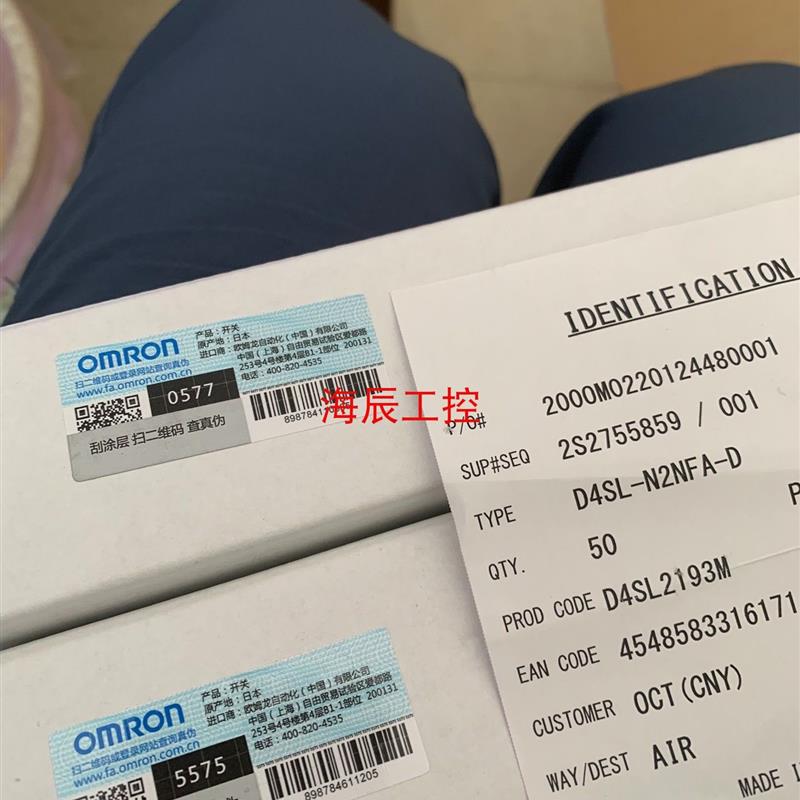 OMRON
产品：开关
原产地：日本
进口商：欧姆龙自动化（中国）有限公司
中国（上海）自由贸易试验区爱都路
253号4号楼第4层B1-1部位 200131
电话：400-820-4535
扫二维码或登录网站查询真伪
www.fa.omron.com.cn
0577
刮涂层 扫二维码 查真伪
海辰工控
IDENTIFICATION
P/O# 2000M0220124480001
SUP#SEQ 2S2755859 / 001
TYPE D4SL-N2NFA-D
QTY. 50
PROD CODE D4SL2193M
EAN CODE 4548583316171
CUSTOMER OCT(CNY)
WAY/DEST AIR
MADE
OMRON
产品：开关
原产地：日本
进口商：欧姆龙自动化（中国）有限公司
中国（上海）自由贸易试验区爱都路
253号4号楼第4层B1-1部位 200131
电话：400-820-4535
扫二维码或登录网站查询真伪
www.fa.omron.com.cn
5575
898784611205